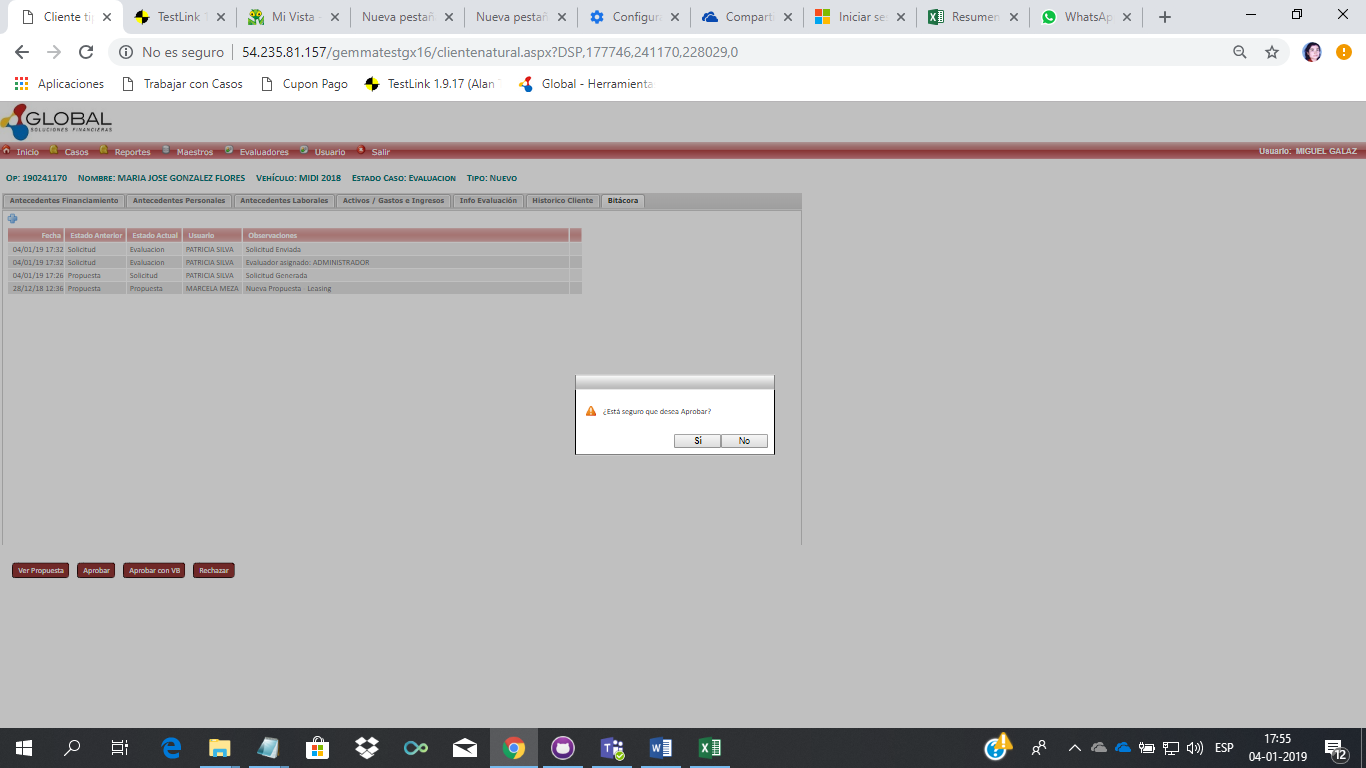 Cliente ti
TestLink 1
Mi Vista -
Nueva pestañ
Nueva pestañ
Configura
Comparti
Iniciar se
Resumen
WhatsAp
No es seguro | 54.235.81.157/gemmatestgx16/clientenatural.aspx?DSP,177746,241170,228029,0
Aplicaciones Trabajar con Casos Cupon Pago TestLink 1.9.17 (Alan Global - Herramienta
GLOBAL
SOLUCIONES FINANCIERAS
Inicio Casos Reportes Maestros Evaluadores Usuario Salir Usuario: MIGUEL GALAZ
OP: 190241170 NOMBRE: MARIA JOSE GONZALEZ FLORES VEHÍCULO: MIDI 2018 ESTADO CASO: EVALUACION TIPO: NUEVO
Antecedentes Financiamiento Antecedentes Personales Antecedentes Laborales Activos / Gastos e Ingresos Info Evaluación Historico Cliente Bitácora
Fecha Estado Anterior Estado Actual Usuario Observaciones
04/01/19 17:32 Solicitud Evaluacion PATRICIA SILVA Solicitud Enviada
04/01/19 17:32 Solicitud Evaluacion PATRICIA SILVA Evaluador asignado: ADMINISTRADOR
04/01/19 17:26 Propuesta Solicitud PATRICIA SILVA Solicitud Generada
28/12/18 12:36 Propuesta Propuesta MARCELA MEZA Nueva Propuesta - Leasing
¿Está seguro que desea Aprobar?
Sí No
Ver Propuesta Aprobar Aprobar con VB Rechazar
ESP
17:55
04-01-2019
12